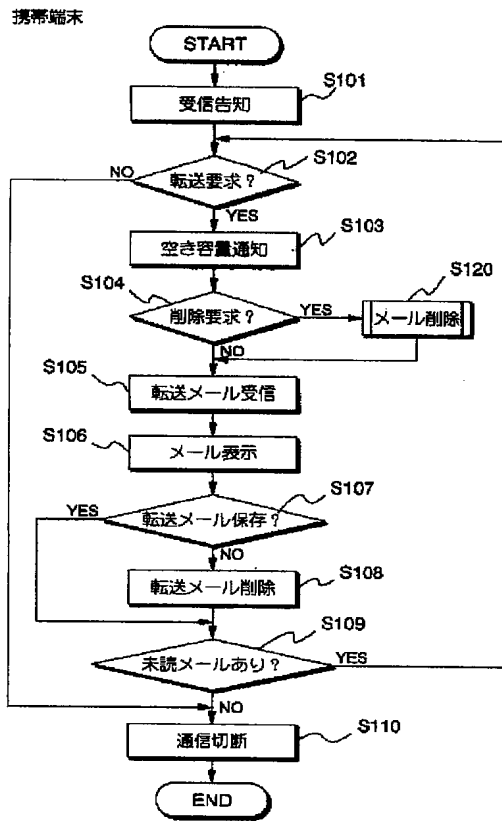 携帯端末
START
S101
受信告知
S102
NO
転送要求？
YES
S103
空き容量通知
S104
S120
削除要求？
YES
メール削除
NO
S105
転送メール受信
S106
メール表示
S107
YES
転送メール保存？
NO
S108
転送メール削除
S109
未読メールあり？
YES
NO
S110
通信切断
END